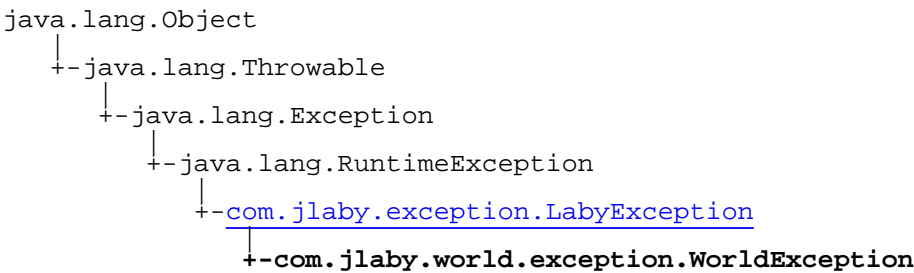 java.lang.Object
|
+-java.lang.Throwable
|
+-java.lang.Exception
|
+-java.lang.RuntimeException
|
+-com.jlaby.exception.LabyException
|
+-com.jlaby.world.exception.WorldException